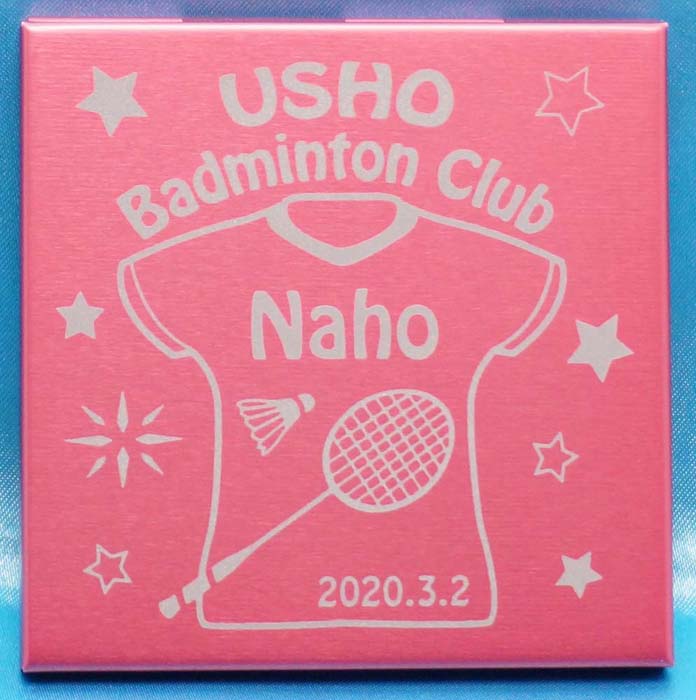 USHO
Badminton Club
Naho
2020.3.2